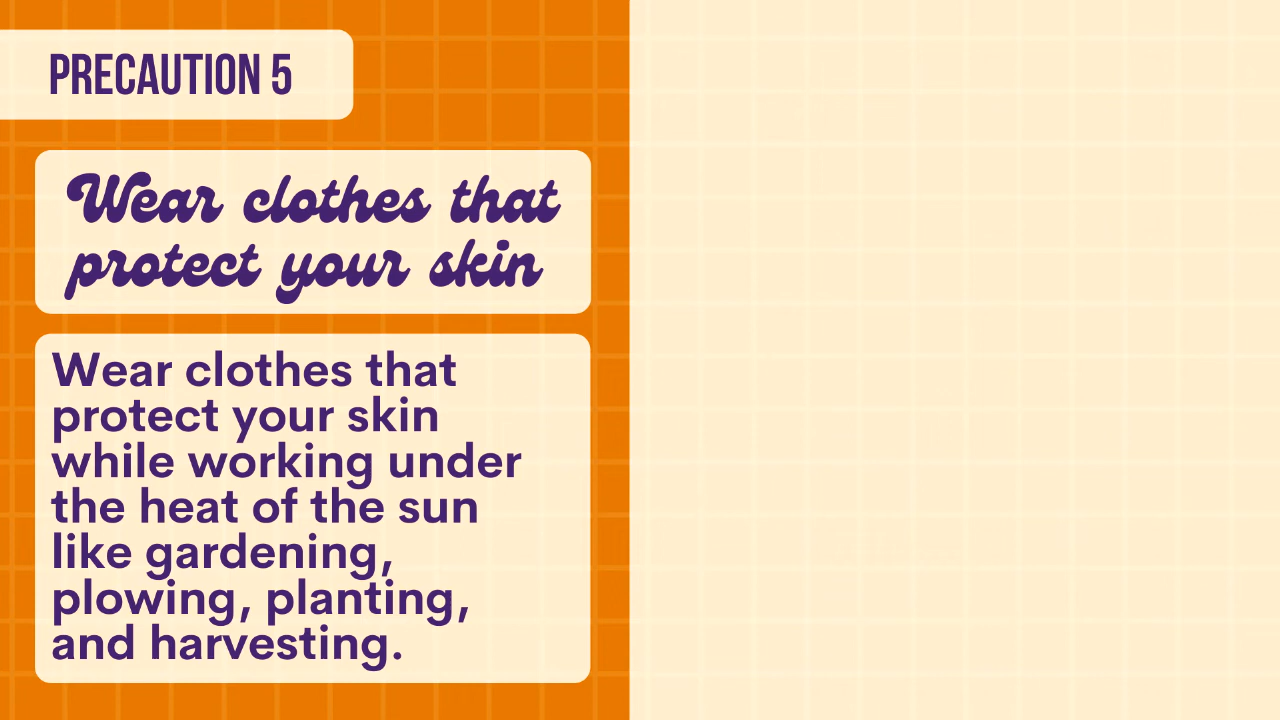 PRECAUTION 5
Wear clothes that
protect your skin
Wear clothes that
protect your skin
while working under
the heat of the sun
like gardening,
plowing, planting,
and harvesting.